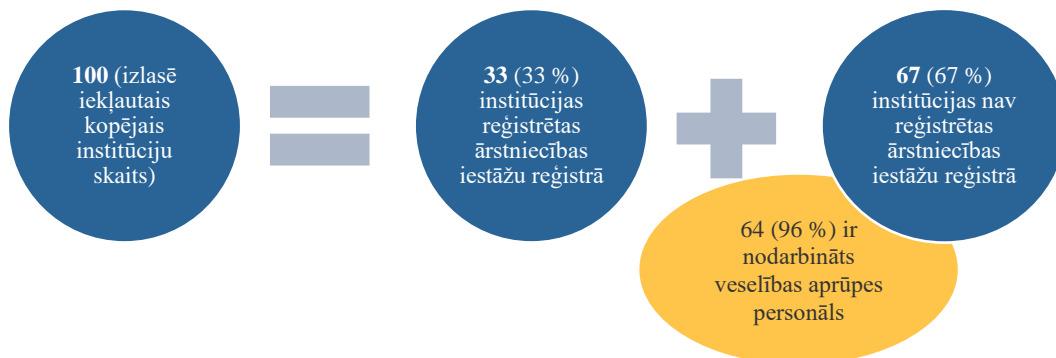 100 (izlasē
iekļautais
kopējais
institūciju
skaits)
33 (33 %)
institūcijas
reģistrētas
ārstniecības
iestāžu reģistrā
67 (67 %)
institūcijas nav
reģistrētas
ārstniecības
iestāžu reģistrā
64 (96 %) ir
nodarbināts
veselības aprūpes
personāls